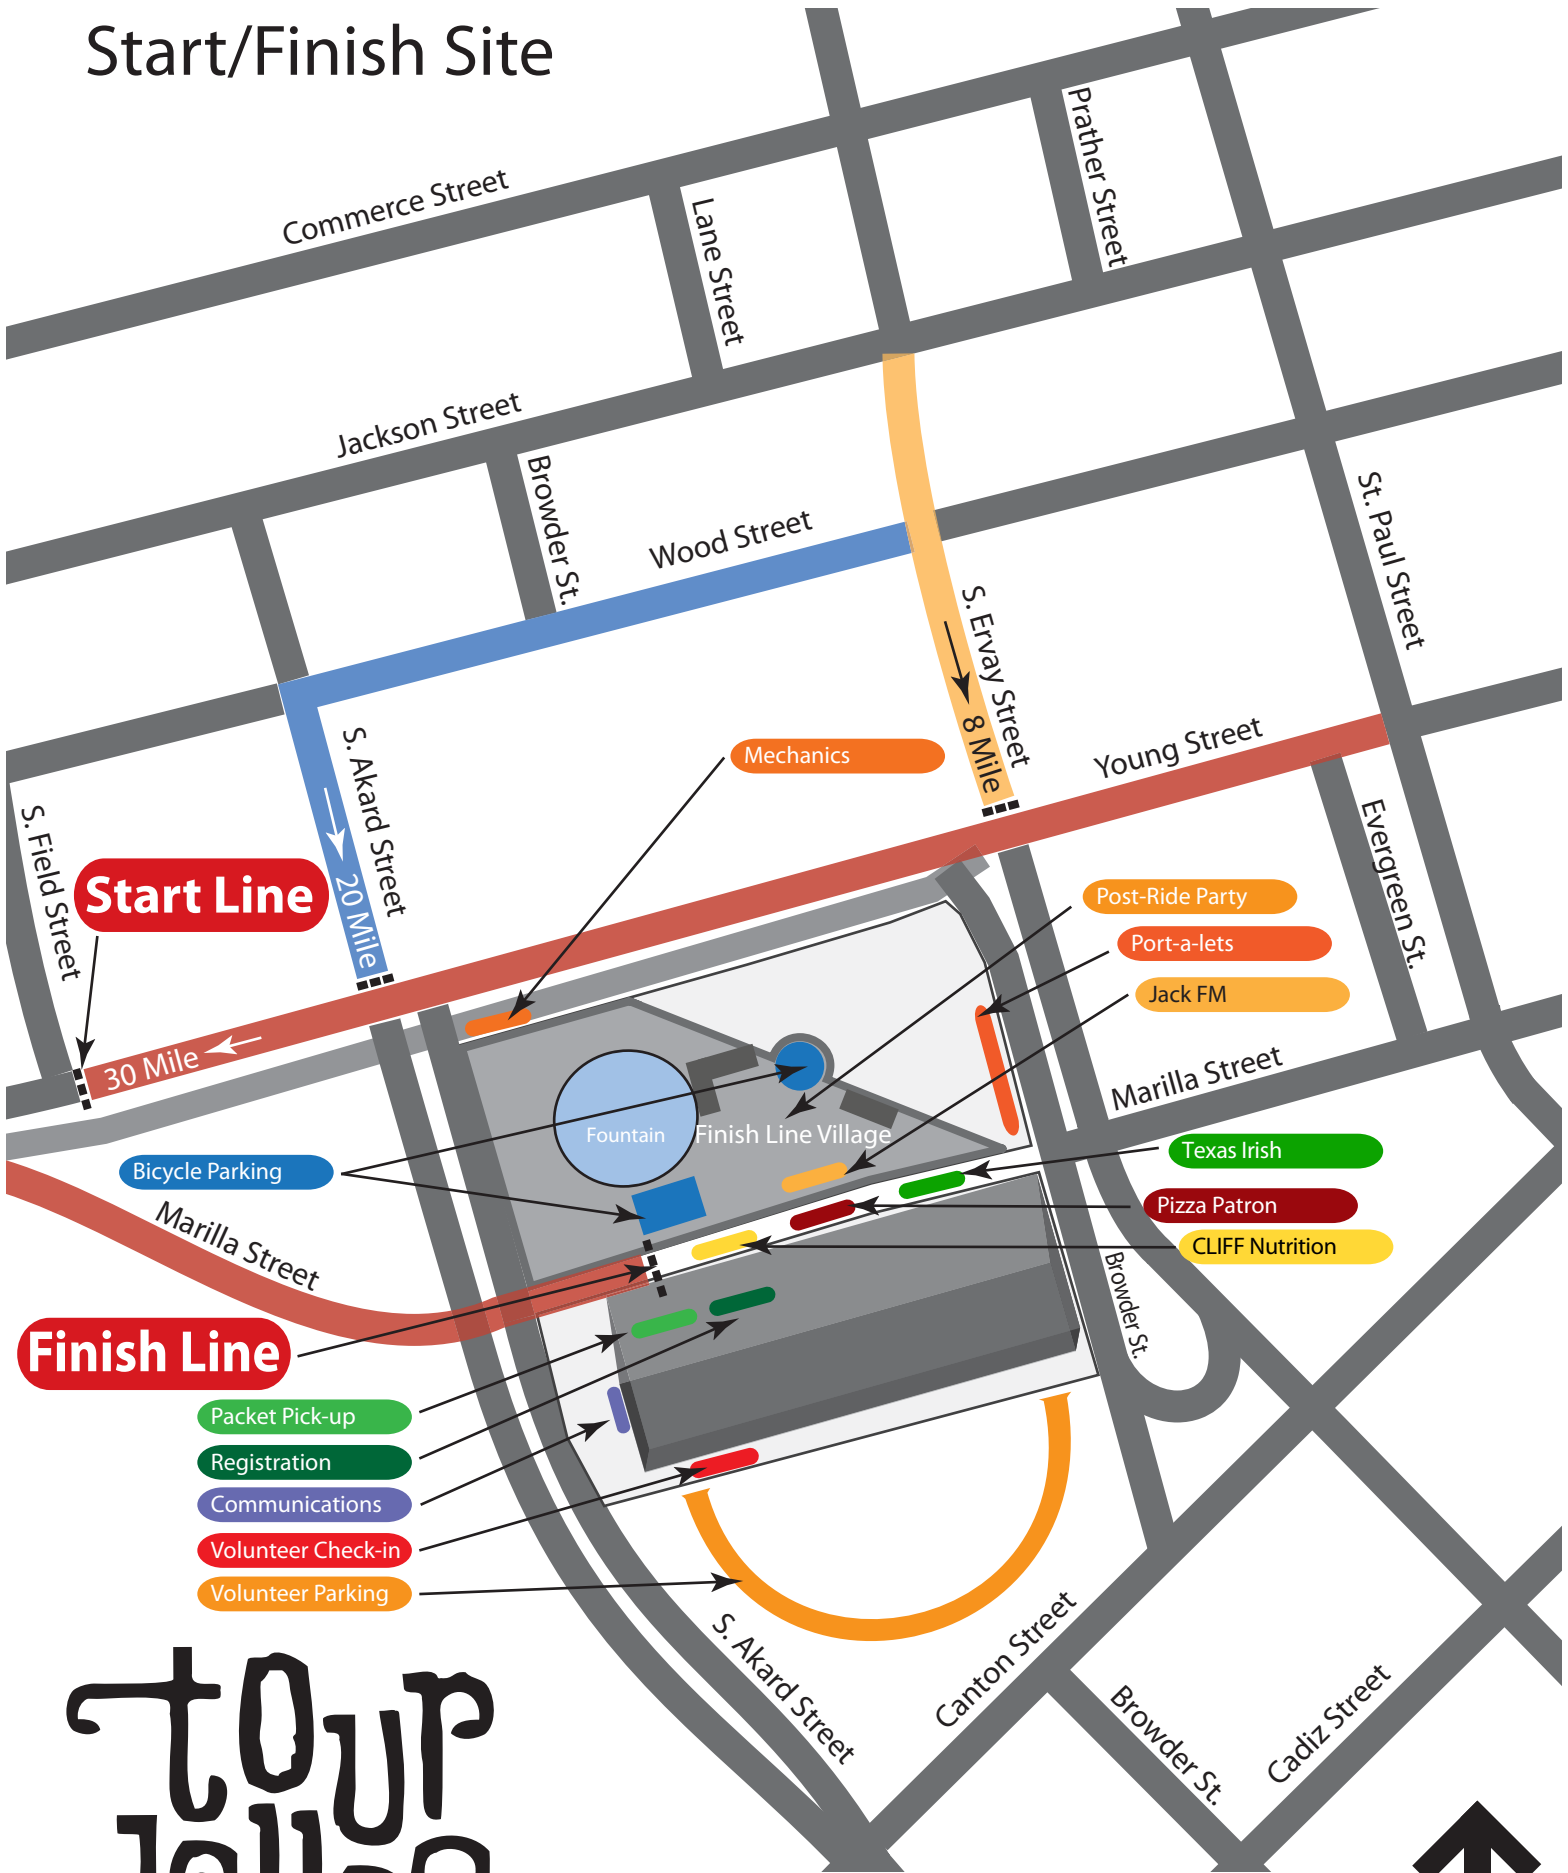 Start/Finish Site
Commerce Street
Prather Street
Lane Street
Jackson Street
Browder St.
Wood Street
St. Paul Street
S. Ervay Street
8 Mile
Young Street
S. Akard Street
20 Mile
Mechanics
S. Field Street
Start Line
Evergreen St.
Post-Ride Party
Port-a-lets
Jack FM
30 Mile
Marilla Street
Fountain
Finish Line Village
Bicycle Parking
Texas Irish
Pizza Patron
CLIFF Nutrition
Marilla Street
Browder St.
Finish Line
Packet Pick-up
Registration
Communications
Volunteer Check-in
Volunteer Parking
S. Akard Street
Canton Street
Browder St.
Cadiz Street
tour